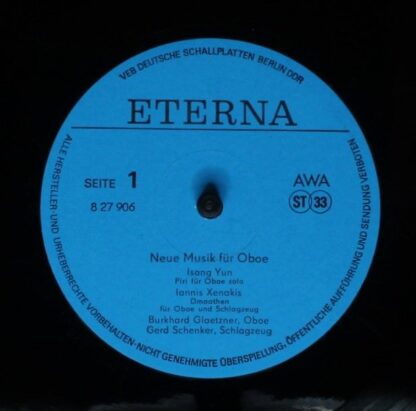 VEB DEUTSCHE SCHALLPLATTEN BERLIN DDR
ETERNA
SEITE 1
8 27 906
AWA
ST 33
Neue Musik für Oboe
Isang Yun
Piri für Oboe solo
Iannis Xenakis
Dmaathen
für Oboe und Schlagzeug
Burkhard Glaetzner, Oboe
Gerd Schenker, Schlagzeug
ALLE HERSTELLER- UND URHEBERRECHTE VORBEHALTEN·NICHT GENEHMIGTE ÜBERSPIELUNG, ÖFFENTLICHE AUFFÜHRUNG UND SENDUNG VERBOTEN